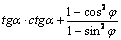 tgα · ctgα + (1 − cos² φ)/(1 − sin² φ)